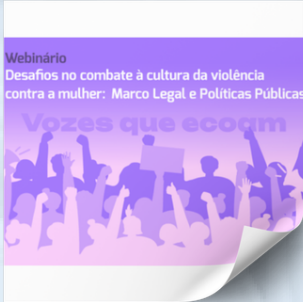 Webinário
Desafios no combate à cultura da violência
contra a mulher: Marco Legal e Políticas Públicas
Vozes que ecoam